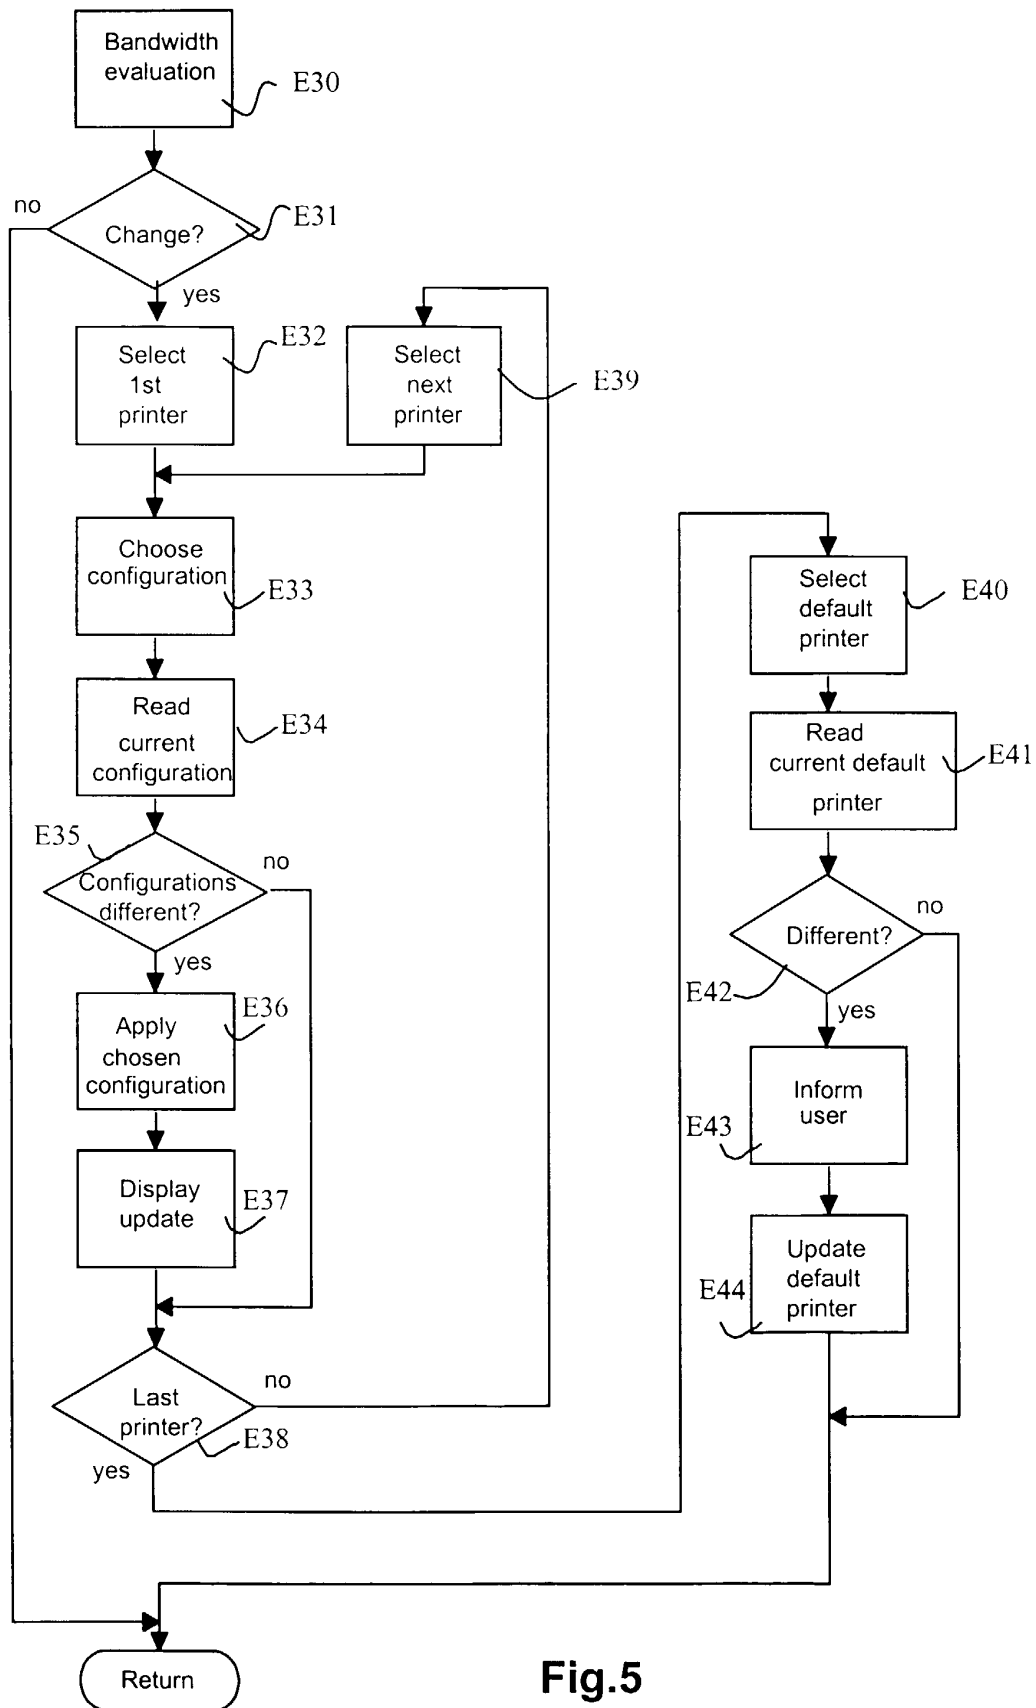 Bandwidth
evaluation
E30
no
Change?
E31
yes
Select
1st
printer
E32
Select
next
printer
E39
Choose
configuration
E33
Read
current
configuration
E34
E35
Configurations
different?
no
yes
Apply
chosen
configuration
E36
Display
update
E37
Last
printer?
no
E38
yes
Select
default
printer
E40
Read
current default
printer
E41
Different?
no
E42
yes
Inform
user
E43
Update
default
printer
E44
Return
Fig.5